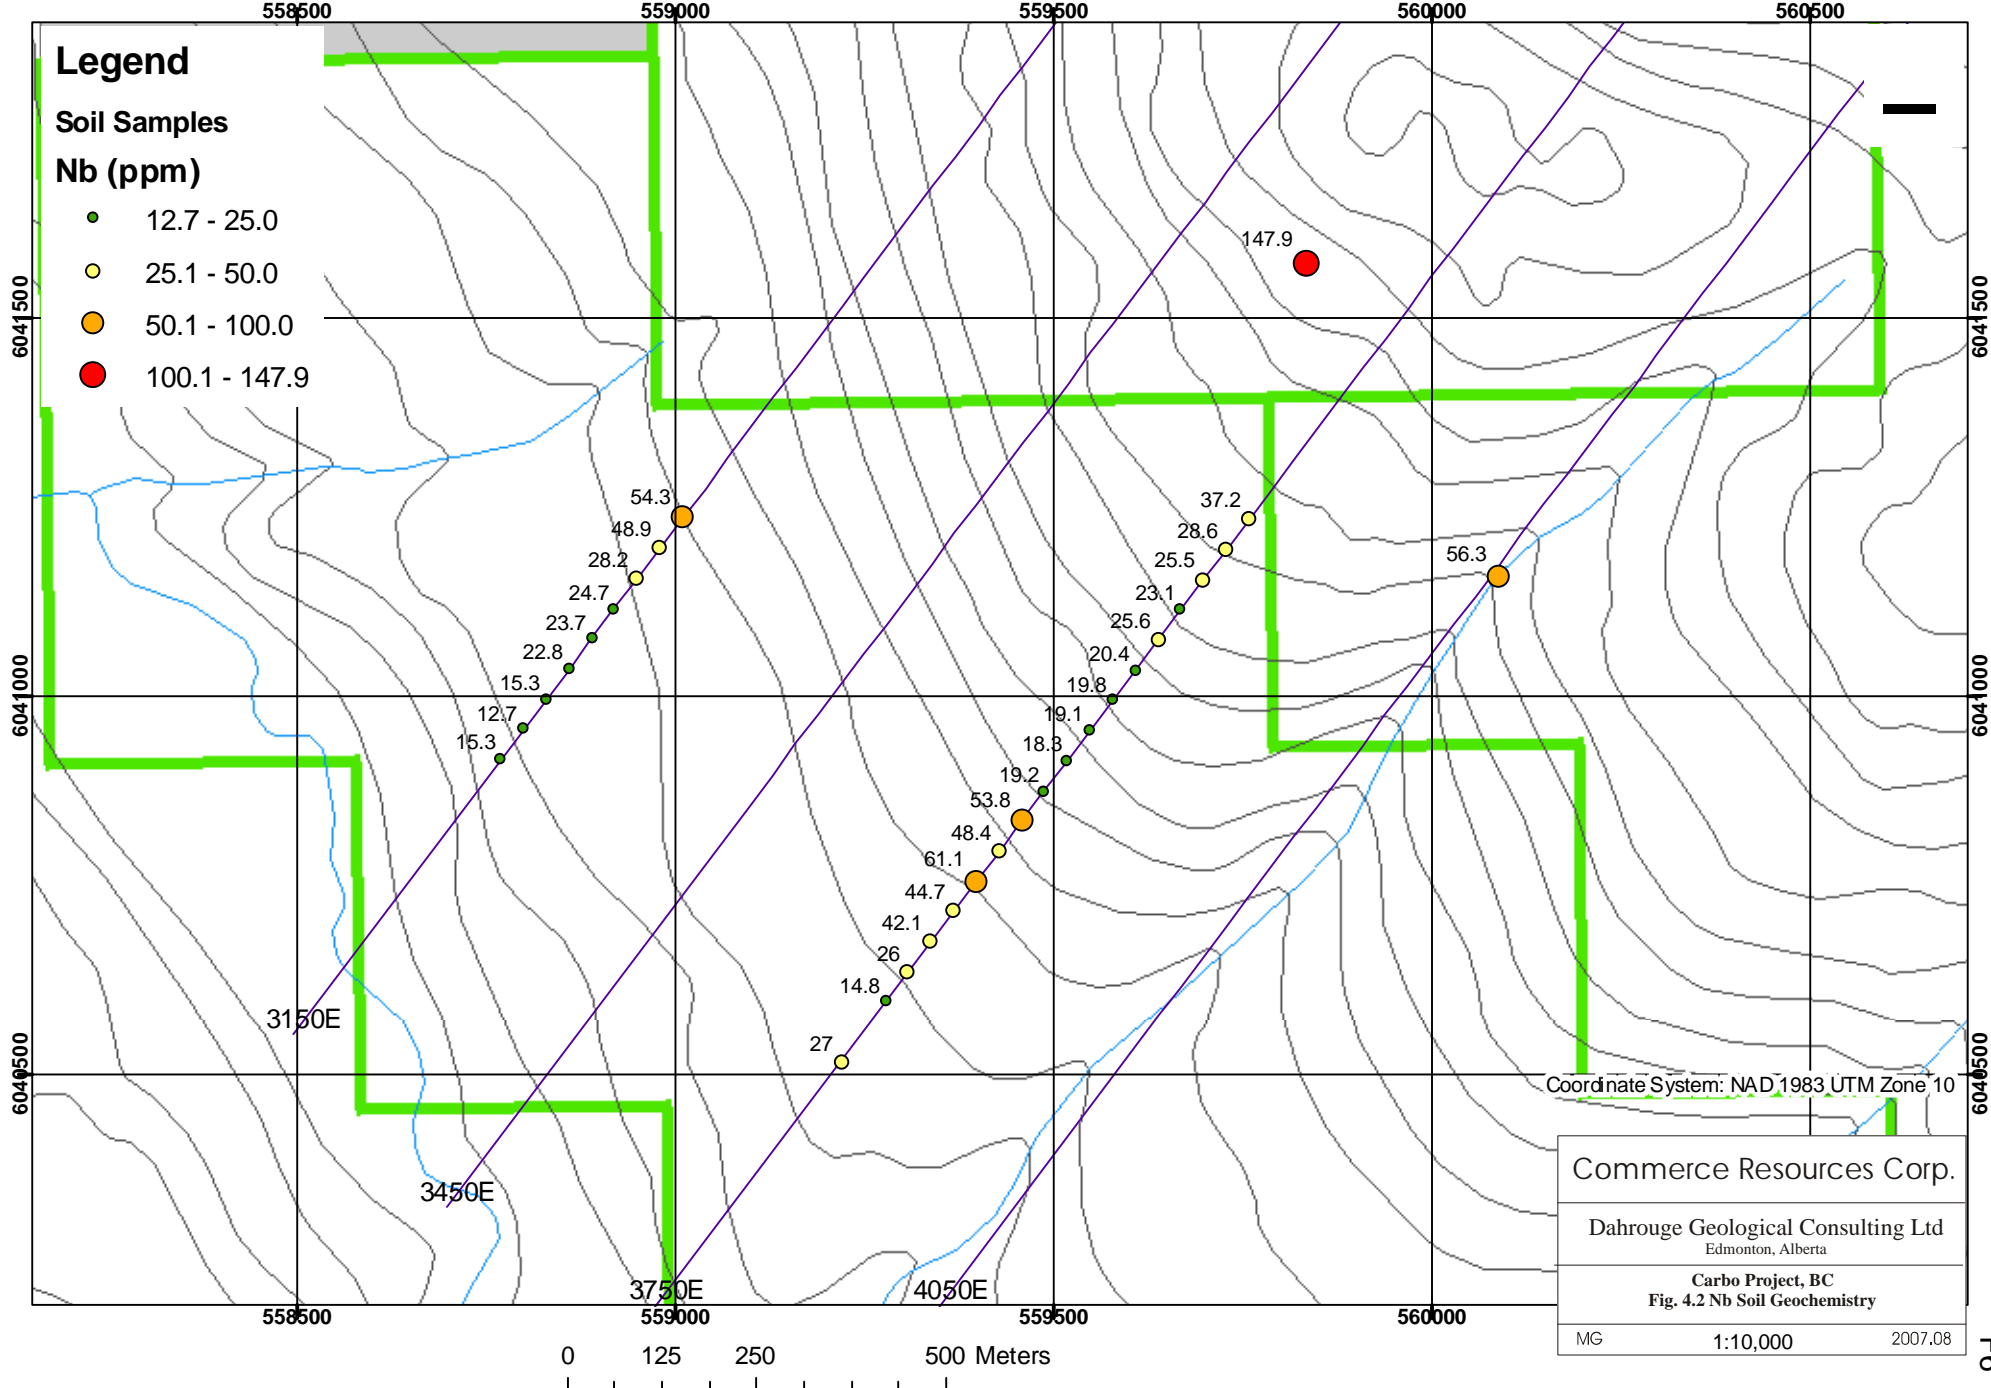 558500 559000 559500 560000 560500
Legend
Soil Samples
Nb (ppm)
12.7 - 25.0
25.1 - 50.0
50.1 - 100.0
100.1 - 147.9
147.9
6041500 6041500
54.3
48.9
28.2
24.7
23.7
22.8
15.3
12.7
15.3
37.2
28.6
25.5
23.1
25.6
20.4
19.8
19.1
18.3
19.2
53.8
48.4
61.1
44.7
42.1
26
14.8
27
56.3
6041000 6041000
3150E
3450E
3750E
4050E
6040500 6040500
Coordinate System: NAD 1983 UTM Zone 10
Commerce Resources Corp.
Dahrouge Geological Consulting Ltd
Edmonton, Alberta
Carbo Project, BC
Fig. 4.2 Nb Soil Geochemistry
MG 1:10,000 2007.08
558500 559000 559500 560000
0 125 250 500 Meters